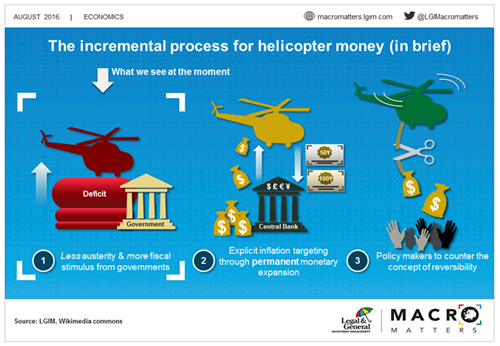 AUGUST 2016 | ECONOMICS
macromatters.lgim.com @LGIMacromatters
The incremental process for helicopter money (in brief)
What we see at the moment
Deficit
Government
$
$
$ $ $
$ £ € ¥
Central Bank
50Y
100Y
$
$
1
Less austerity & more fiscal
stimulus from governments
2
Explicit inflation targeting
through permanent monetary
expansion
3
Policy makers to counter the
concept of reversibility
Source: LGIM, Wikimedia commons
Legal &
General
INVESTMENT MANAGEMENT
MACRO
MATTERS